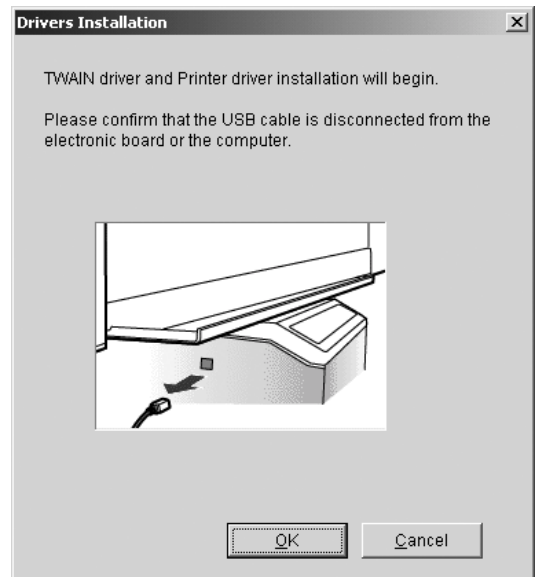 Drivers Installation
TWAIN driver and Printer driver installation will begin.
Please confirm that the USB cable is disconnected from the
electronic board or the computer.
OK
Cancel